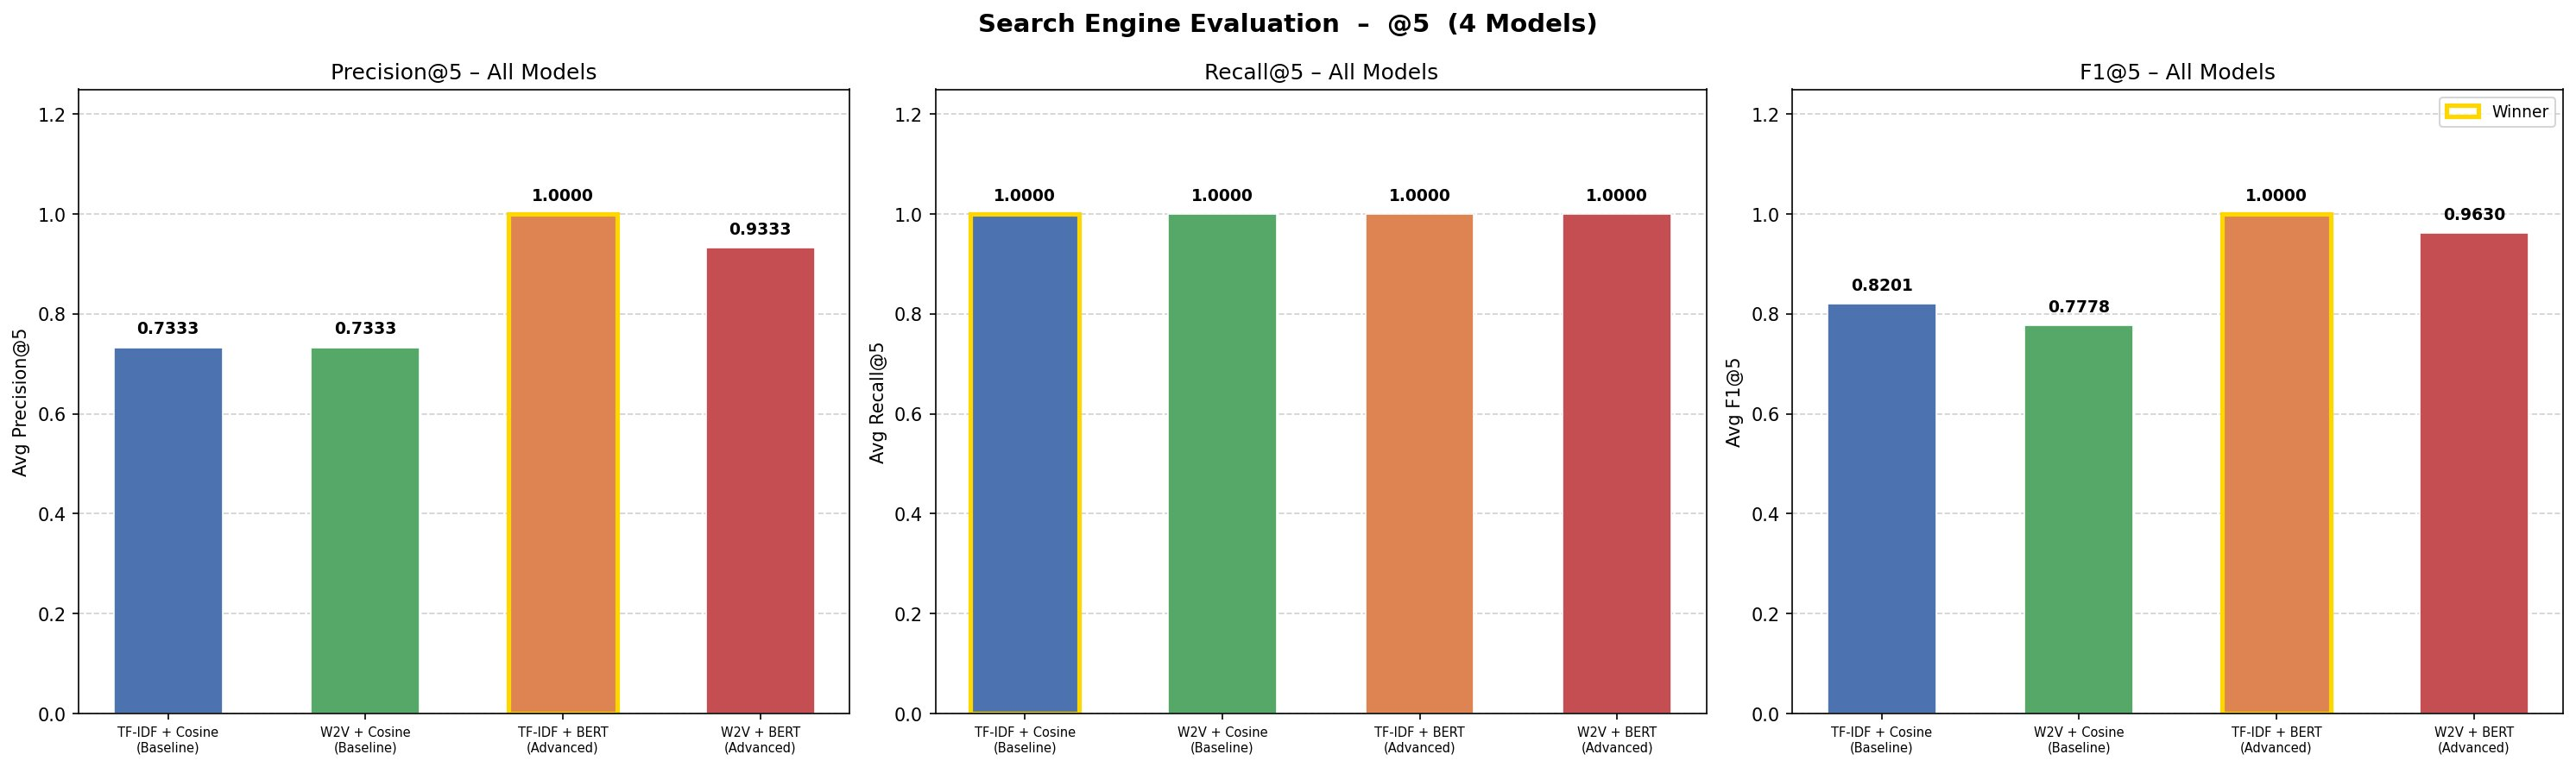 Search Engine Evaluation – @5 (4 Models)
Precision@5 – All Models
Avg Precision@5
1.2
1.0
0.8
0.6
0.4
0.2
0.0
0.7333
0.7333
1.0000
0.9333
TF-IDF + Cosine
(Baseline)
W2V + Cosine
(Baseline)
TF-IDF + BERT
(Advanced)
W2V + BERT
(Advanced)
Recall@5 – All Models
Avg Recall@5
1.2
1.0
0.8
0.6
0.4
0.2
0.0
1.0000
1.0000
1.0000
1.0000
TF-IDF + Cosine
(Baseline)
W2V + Cosine
(Baseline)
TF-IDF + BERT
(Advanced)
W2V + BERT
(Advanced)
F1@5 – All Models
Avg F1@5
Winner
1.2
1.0
0.8
0.6
0.4
0.2
0.0
0.8201
0.7778
1.0000
0.9630
TF-IDF + Cosine
(Baseline)
W2V + Cosine
(Baseline)
TF-IDF + BERT
(Advanced)
W2V + BERT
(Advanced)